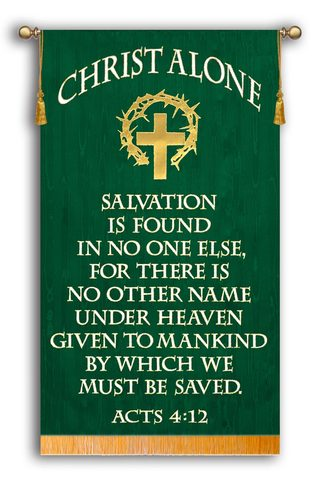 CHRIST ALONE
SALVATION
IS FOUND
IN NO ONE ELSE,
FOR THERE IS
NO OTHER NAME
UNDER HEAVEN
GIVEN TO MANKIND
BY WHICH WE
MUST BE SAVED.
ACTS 4:12